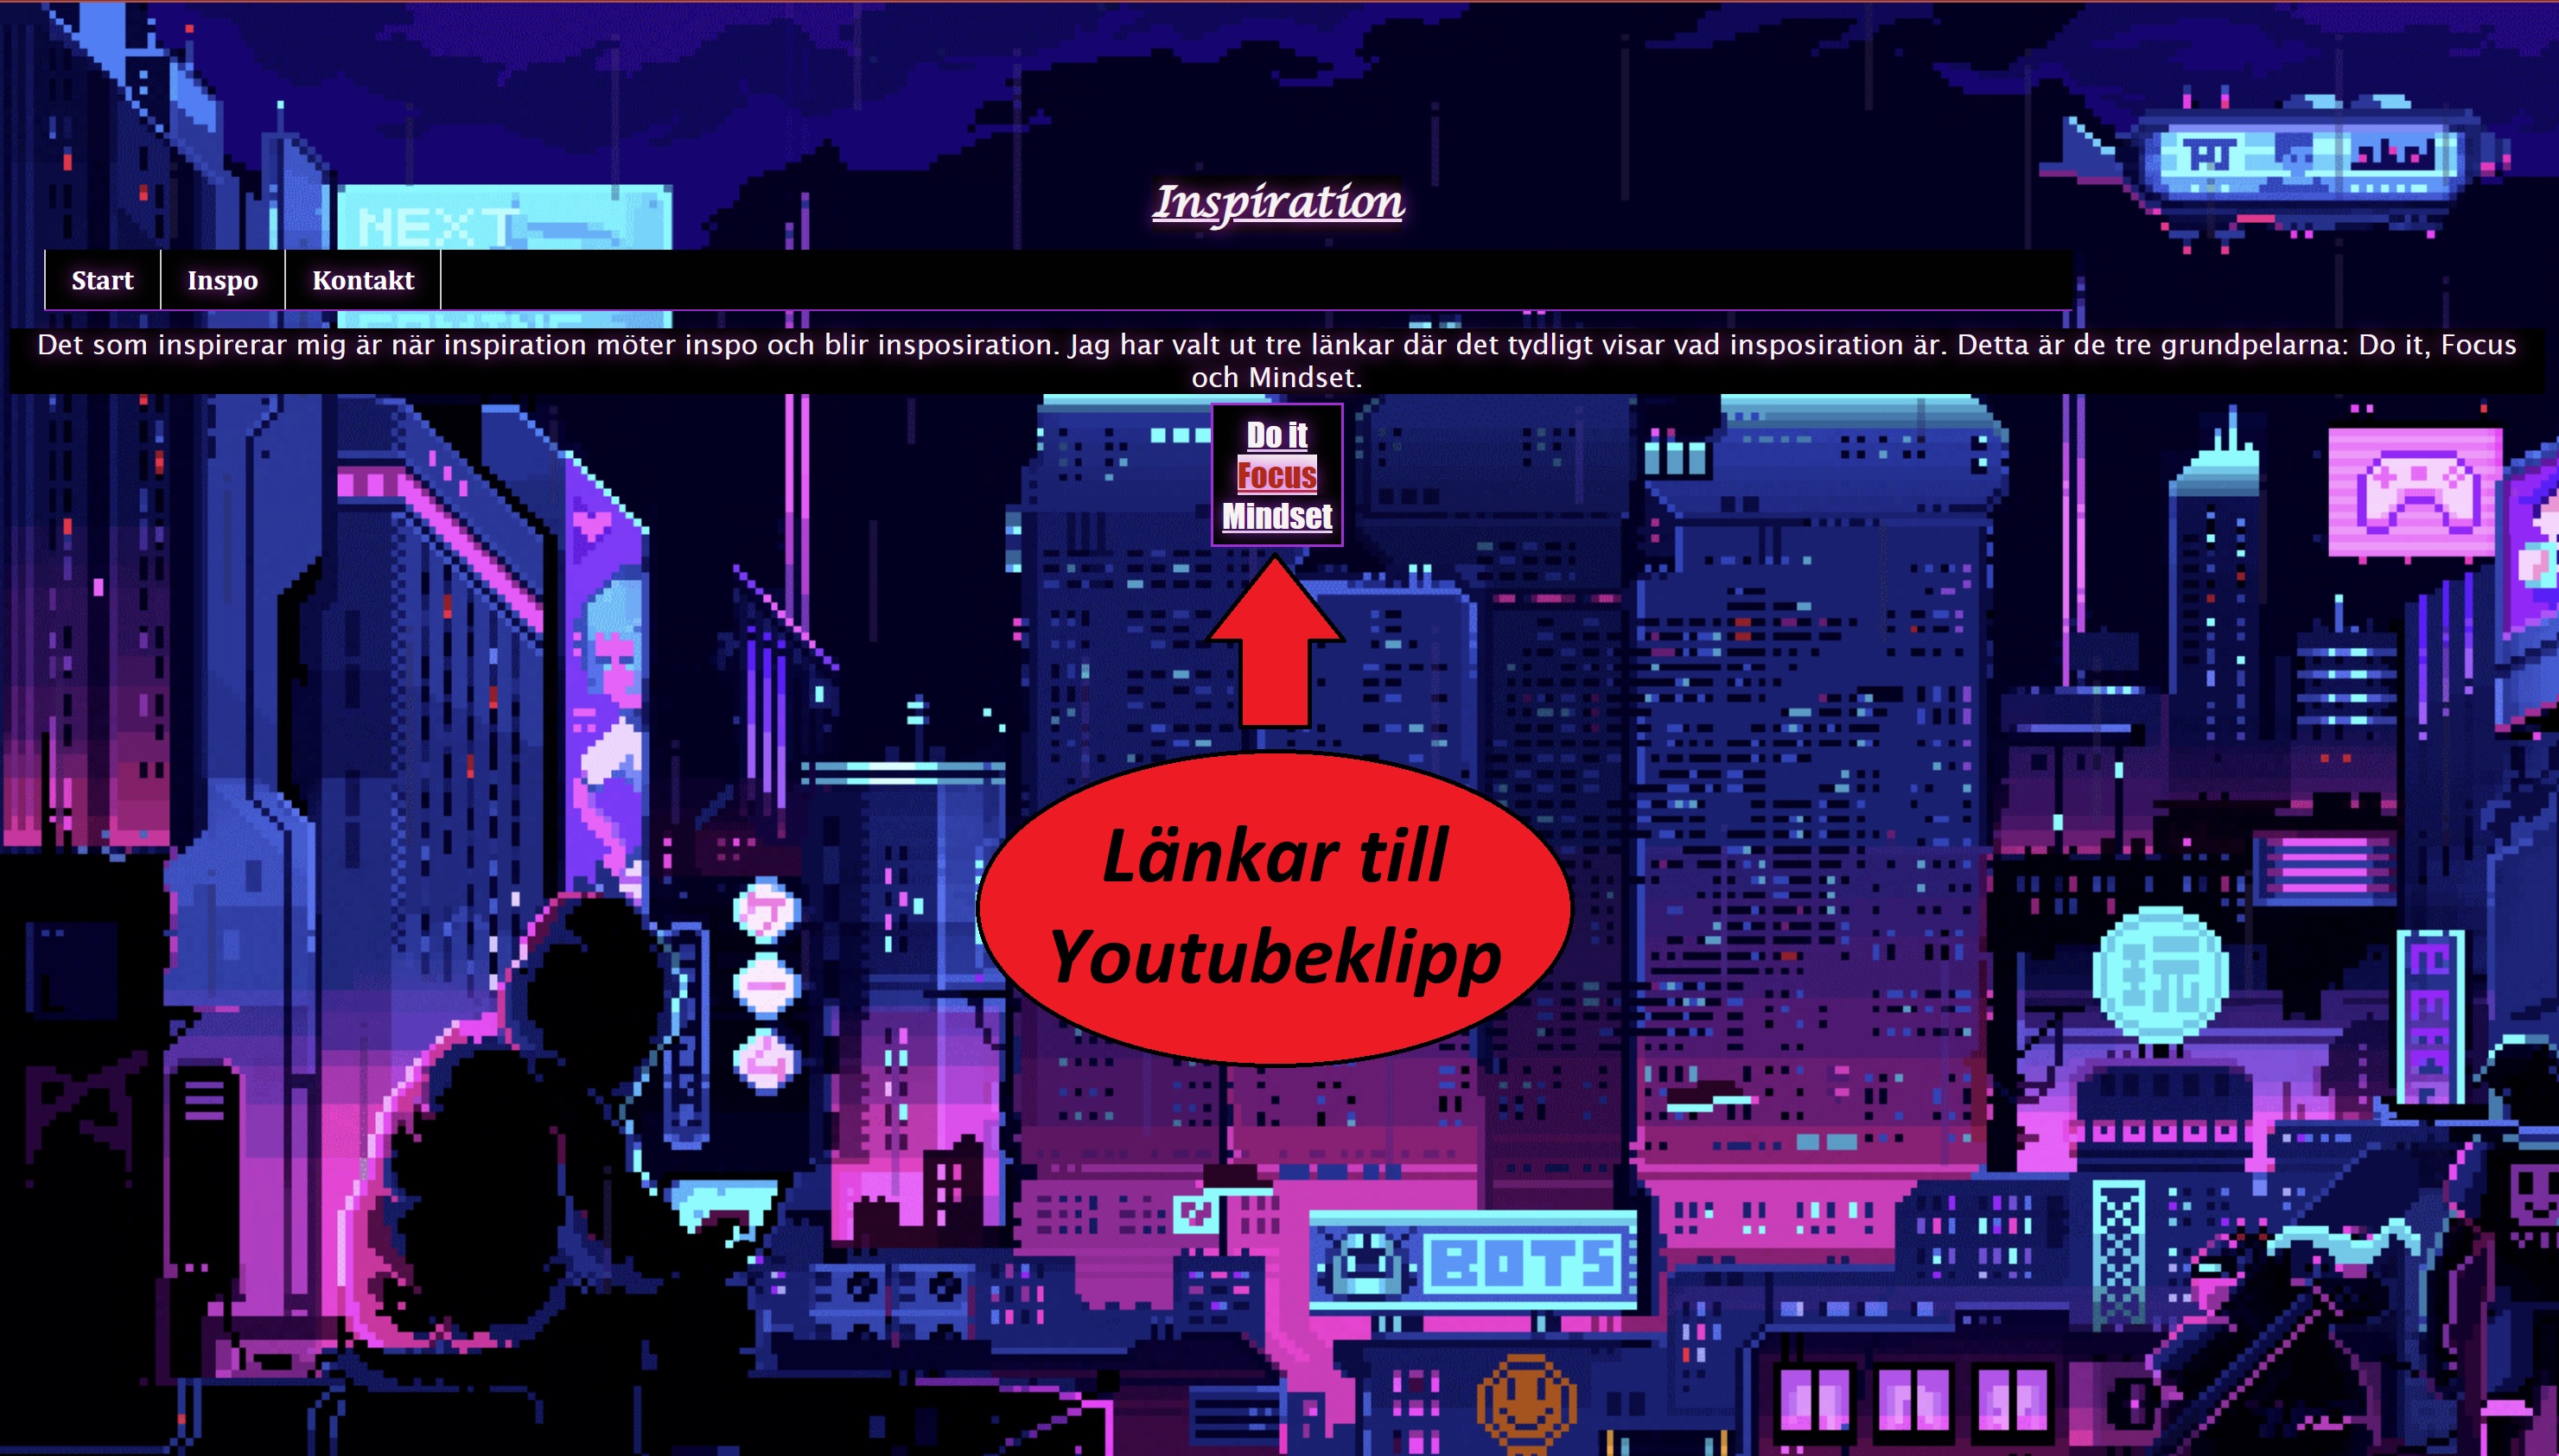 Inspiration
NEXT
Start Inspo Kontakt
Det som inspirerar mig är när inspiration möter inspo och blir insposiration. Jag har valt ut tre länkar där det tydligt visar vad insposiration är. Detta är de tre grundpelarna: Do it, Focus
och Mindset.
Do it
Focus
Mindset
Länkar till
Youtubeklipp
玩
BOTS